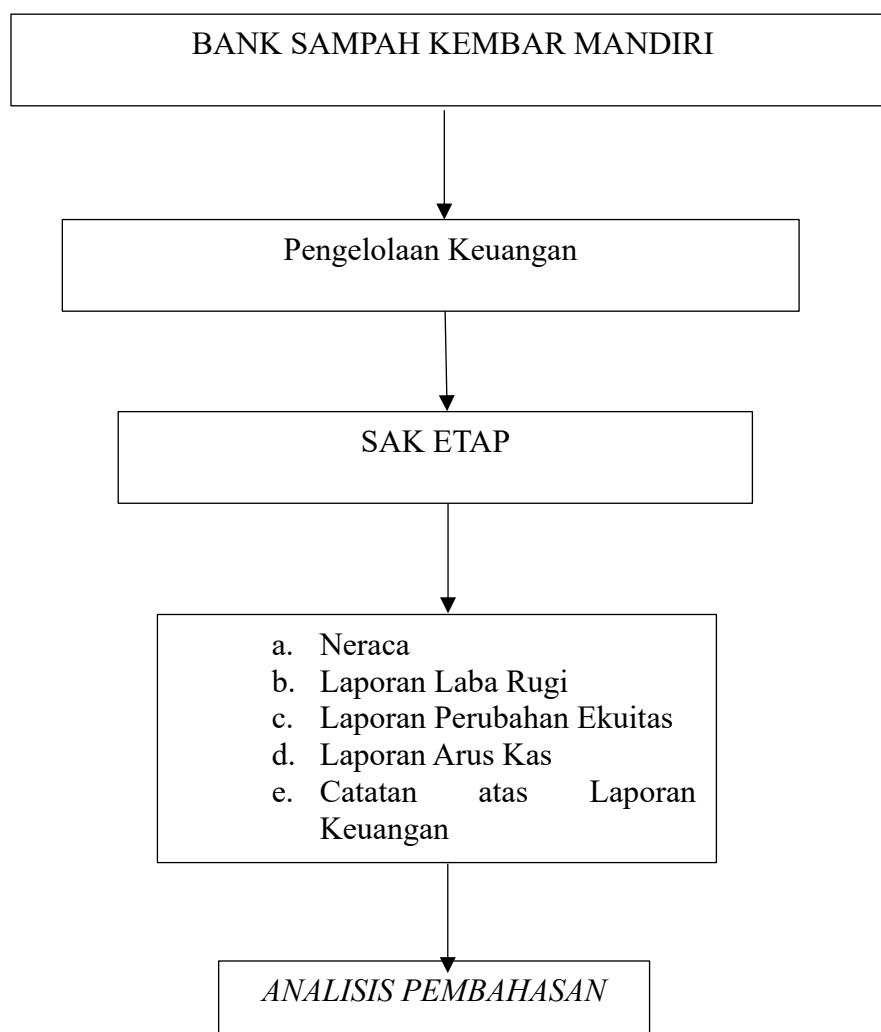 BANK SAMPAH KEMBAR MANDIRI
Pengelolaan Keuangan
SAK ETAP
a. Neraca
b. Laporan Laba Rugi
c. Laporan Perubahan Ekuitas
d. Laporan Arus Kas
e. Catatan atas Laporan
Keuangan
ANALISIS PEMBAHASAN